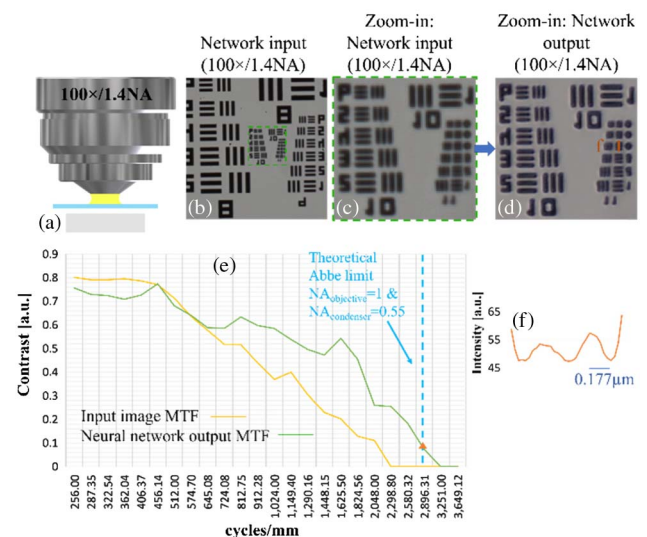 Network input
(100×/1.4NA)
Zoom-in:
Network input
(100×/1.4NA)
Zoom-in: Network
output
(100×/1.4NA)
100×/1.4NA
(a)
(b)
(c)
(d)
(e)
Theoretical
Abbe limit
NAobjective=1 &
NAcondenser=0.55
Contrast [a.u.]
0.9
0.8
0.7
0.6
0.5
0.4
0.3
0.2
0.1
0
Input image MTF
Neural network output MTF
256.00
287.35
322.54
362.04
406.37
456.14
512.00
574.70
645.08
724.08
812.75
912.28
1,024.00
1,149.40
1,290.16
1,448.15
1,625.50
1,824.56
2,048.00
2,298.80
2,580.32
2,896.31
3,251.00
3,649.12
cycles/mm
(f)
Intensity [a.u.]
65
55
45
0.177μm